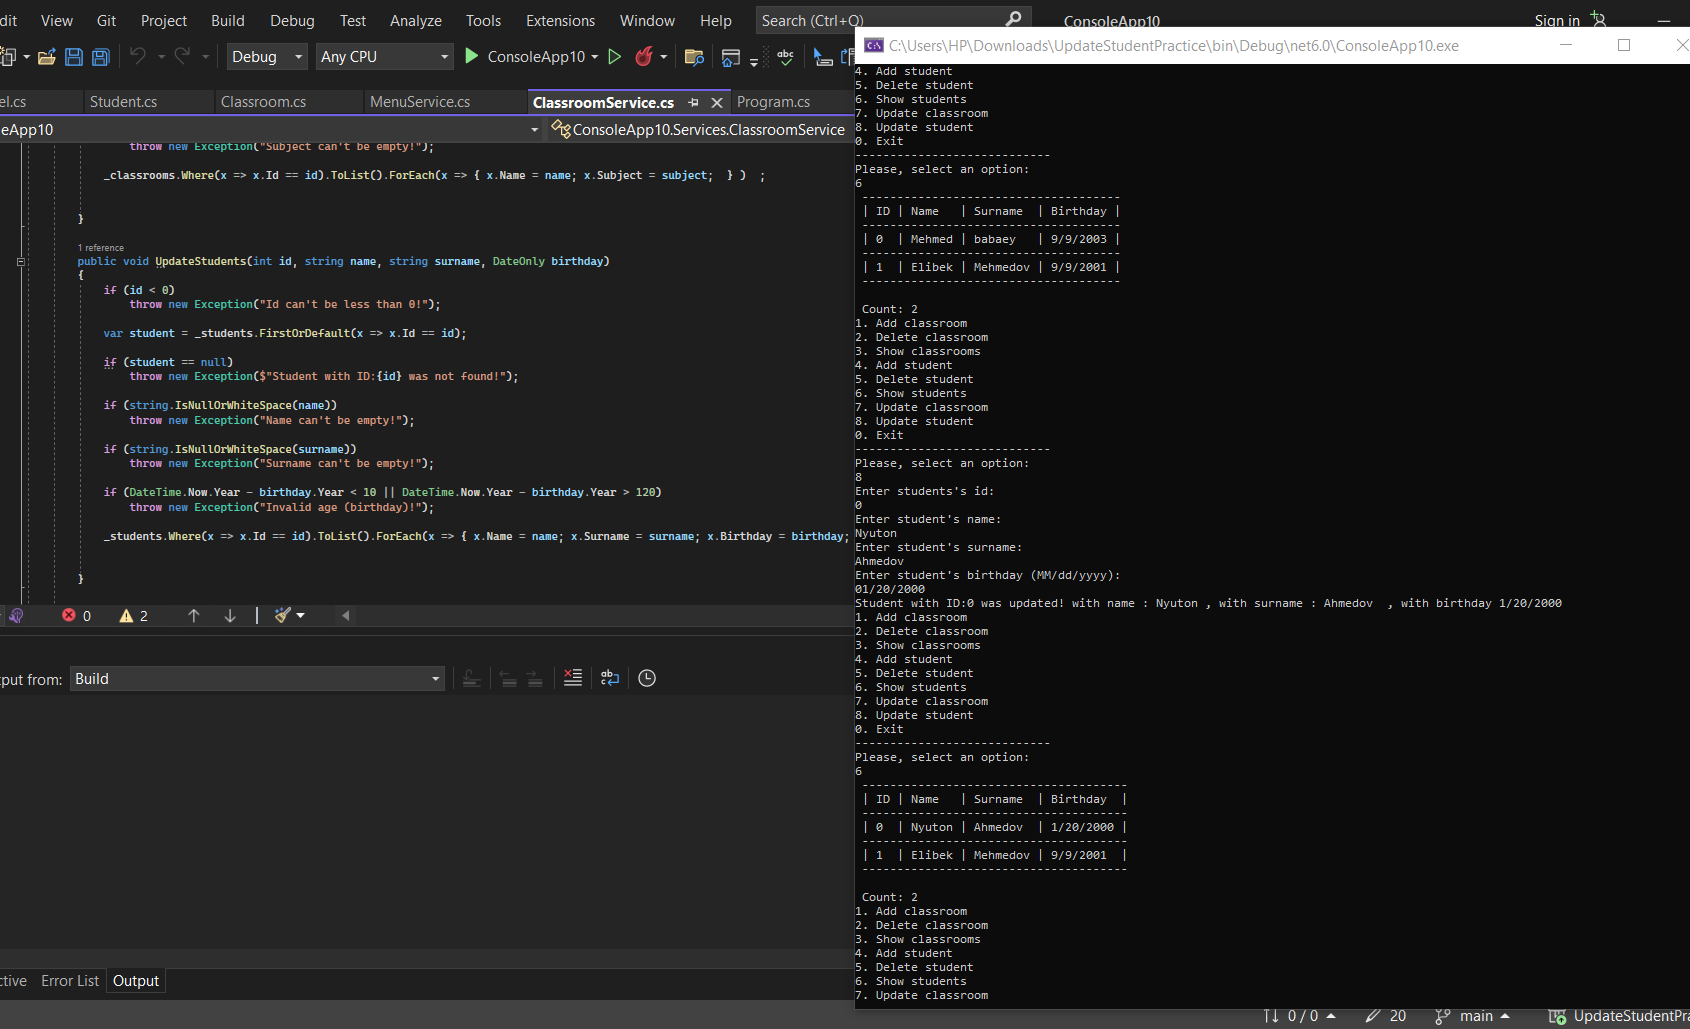 dit View Git Project Build Debug Test Analyze Tools Extensions Window Help Search (Ctrl+Q) ConsoleApp10 Sign in
Debug Any CPU ConsoleApp10
el.cs Student.cs Classroom.cs MenuService.cs ClassroomService.cs Program.cs
eApp10 ConsoleApp10.Services.ClassroomService
throw new Exception("Subject can't be empty!");
_classrooms.Where(x => x.Id == id).ToList().ForEach(x => { x.Name = name; x.Subject = subject;  } )  ;
}
1 reference
public void UpdateStudents(int id, string name, string surname, DateOnly birthday)
{
if (id < 0)
throw new Exception("Id can't be less than 0!");
var student = _students.FirstOrDefault(x => x.Id == id);
if (student == null)
throw new Exception($"Student with ID:{id} was not found!");
if (string.IsNullOrWhiteSpace(name))
throw new Exception("Name can't be empty!");
if (string.IsNullOrWhiteSpace(surname))
throw new Exception("Surname can't be empty!");
if (DateTime.Now.Year - birthday.Year < 10 || DateTime.Now.Year - birthday.Year > 120)
throw new Exception("Invalid age (birthday)!");
_students.Where(x => x.Id == id).ToList().ForEach(x => { x.Name = name; x.Surname = surname; x.Birthday = birthday;
}
0 2
put from: Build
ctive Error List Output
C:\Users\HP\Downloads\UpdateStudentPractice\bin\Debug\net6.0\ConsoleApp10.exe
4. Add student
5. Delete student
6. Show students
7. Update classroom
8. Update student
0. Exit
----------------------------
Please, select an option:
6
-------------------------------------
| ID | Name   | Surname  | Birthday |
-------------------------------------
| 0  | Mehmed | babaey   | 9/9/2003 |
-------------------------------------
| 1  | Elibek | Mehmedov | 9/9/2001 |
-------------------------------------
Count: 2
1. Add classroom
2. Delete classroom
3. Show classrooms
4. Add student
5. Delete student
6. Show students
7. Update classroom
8. Update student
0. Exit
----------------------------
Please, select an option:
8
Enter students's id:
0
Enter student's name:
Nyuton
Enter student's surname:
Ahmedov
Enter student's birthday (MM/dd/yyyy):
01/20/2000
Student with ID:0 was updated! with name : Nyuton , with surname : Ahmedov  , with birthday 1/20/2000
1. Add classroom
2. Delete classroom
3. Show classrooms
4. Add student
5. Delete student
6. Show students
7. Update classroom
8. Update student
0. Exit
----------------------------
Please, select an option:
6
--------------------------------------
| ID | Name   | Surname  | Birthday  |
--------------------------------------
| 0  | Nyuton | Ahmedov  | 1/20/2000 |
--------------------------------------
| 1  | Elibek | Mehmedov | 9/9/2001  |
--------------------------------------
Count: 2
1. Add classroom
2. Delete classroom
3. Show classrooms
4. Add student
5. Delete student
6. Show students
7. Update classroom
0 / 0 20 main UpdateStudentPra